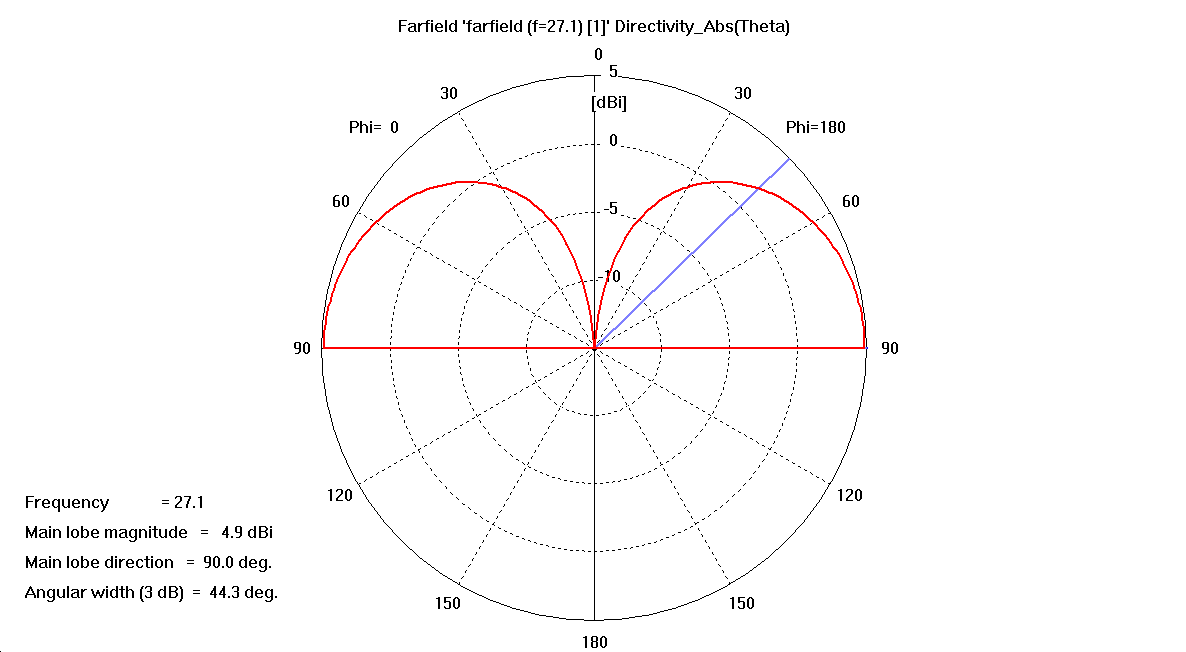 Farfield 'farfield (f=27.1) [1]' Directivity_Abs(Theta)
0
5
30
[dBi]
30
Phi= 0
Phi=180
0
60
-5
60
-10
90
90
120
120
150
150
180
Frequency = 27.1
Main lobe magnitude = 4.9 dBi
Main lobe direction = 90.0 deg.
Angular width (3 dB) = 44.3 deg.